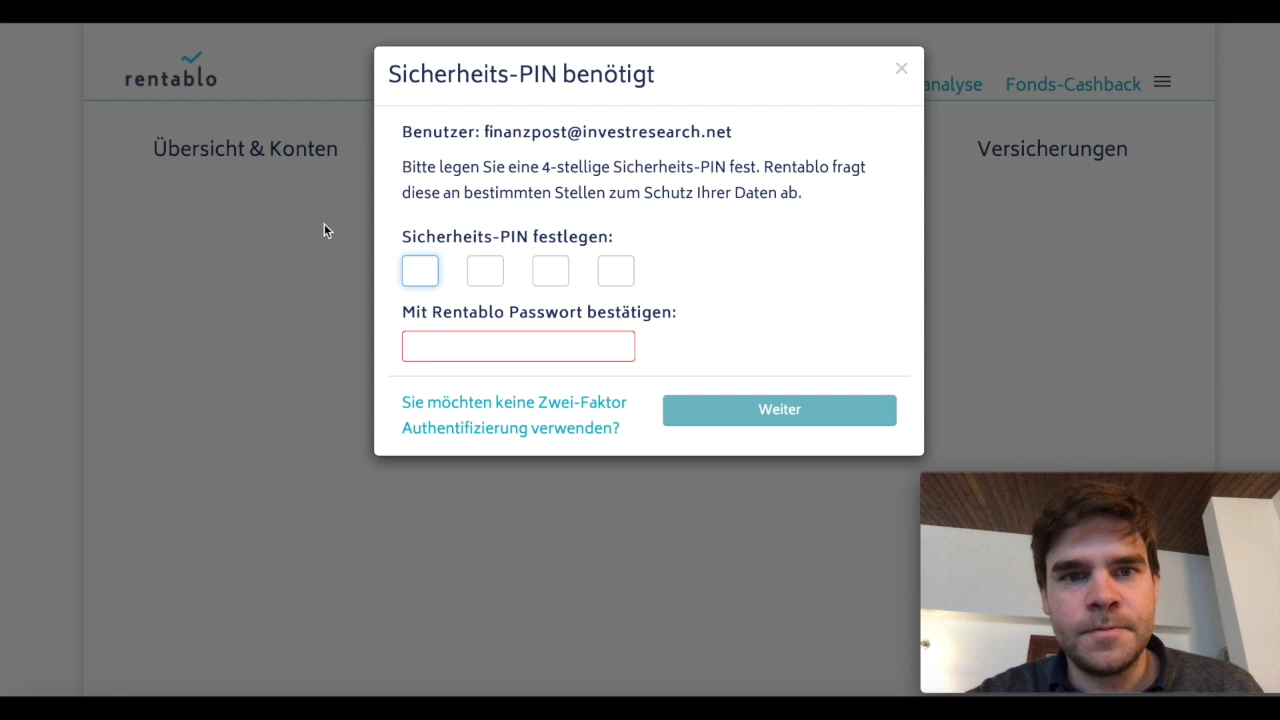 rentablo
Sicherheits-PIN benötigt
×
analyse
Fonds-Cashback
Übersicht & Konten
Versicherungen
Benutzer: finanzpost@investresearch.net
Bitte legen Sie eine 4-stellige Sicherheits-PIN fest. Rentablo fragt
diese an bestimmten Stellen zum Schutz Ihrer Daten ab.
Sicherheits-PIN festlegen:
Mit Rentablo Passwort bestätigen:
Sie möchten keine Zwei-Faktor
Authentifizierung verwenden?
Weiter